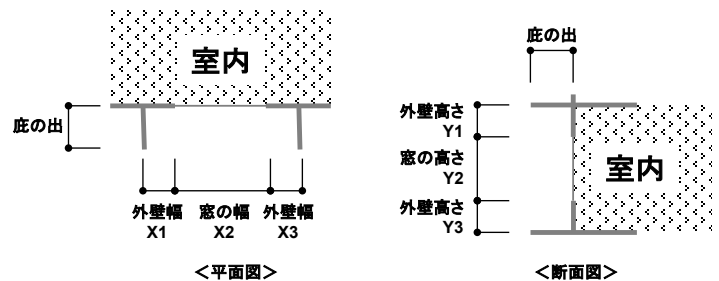 室内
庇の出
外壁幅 窓の幅 外壁幅
X1 X2 X3
＜平面図＞
庇の出
外壁高さ
Y1
窓の高さ
Y2
外壁高さ
Y3
室内
＜断面図＞